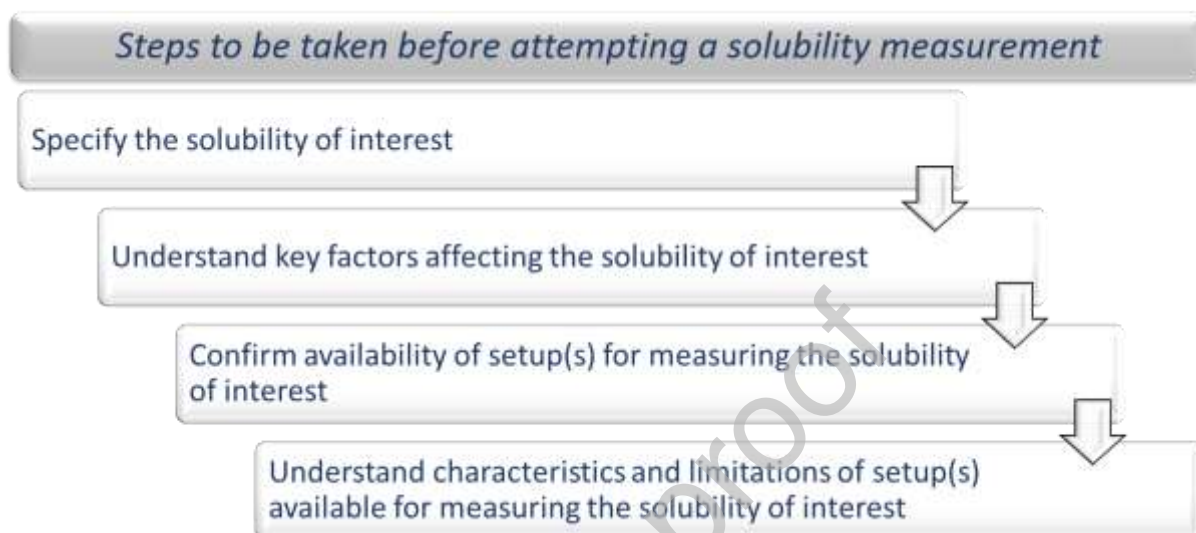 Steps to be taken before attempting a solubility measurement
Specify the solubility of interest
Understand key factors affecting the solubility of interest
Confirm availability of setup(s) for measuring the solubility
of interest
Understand characteristics and limitations of setup(s)
available for measuring the solubility of interest
proof